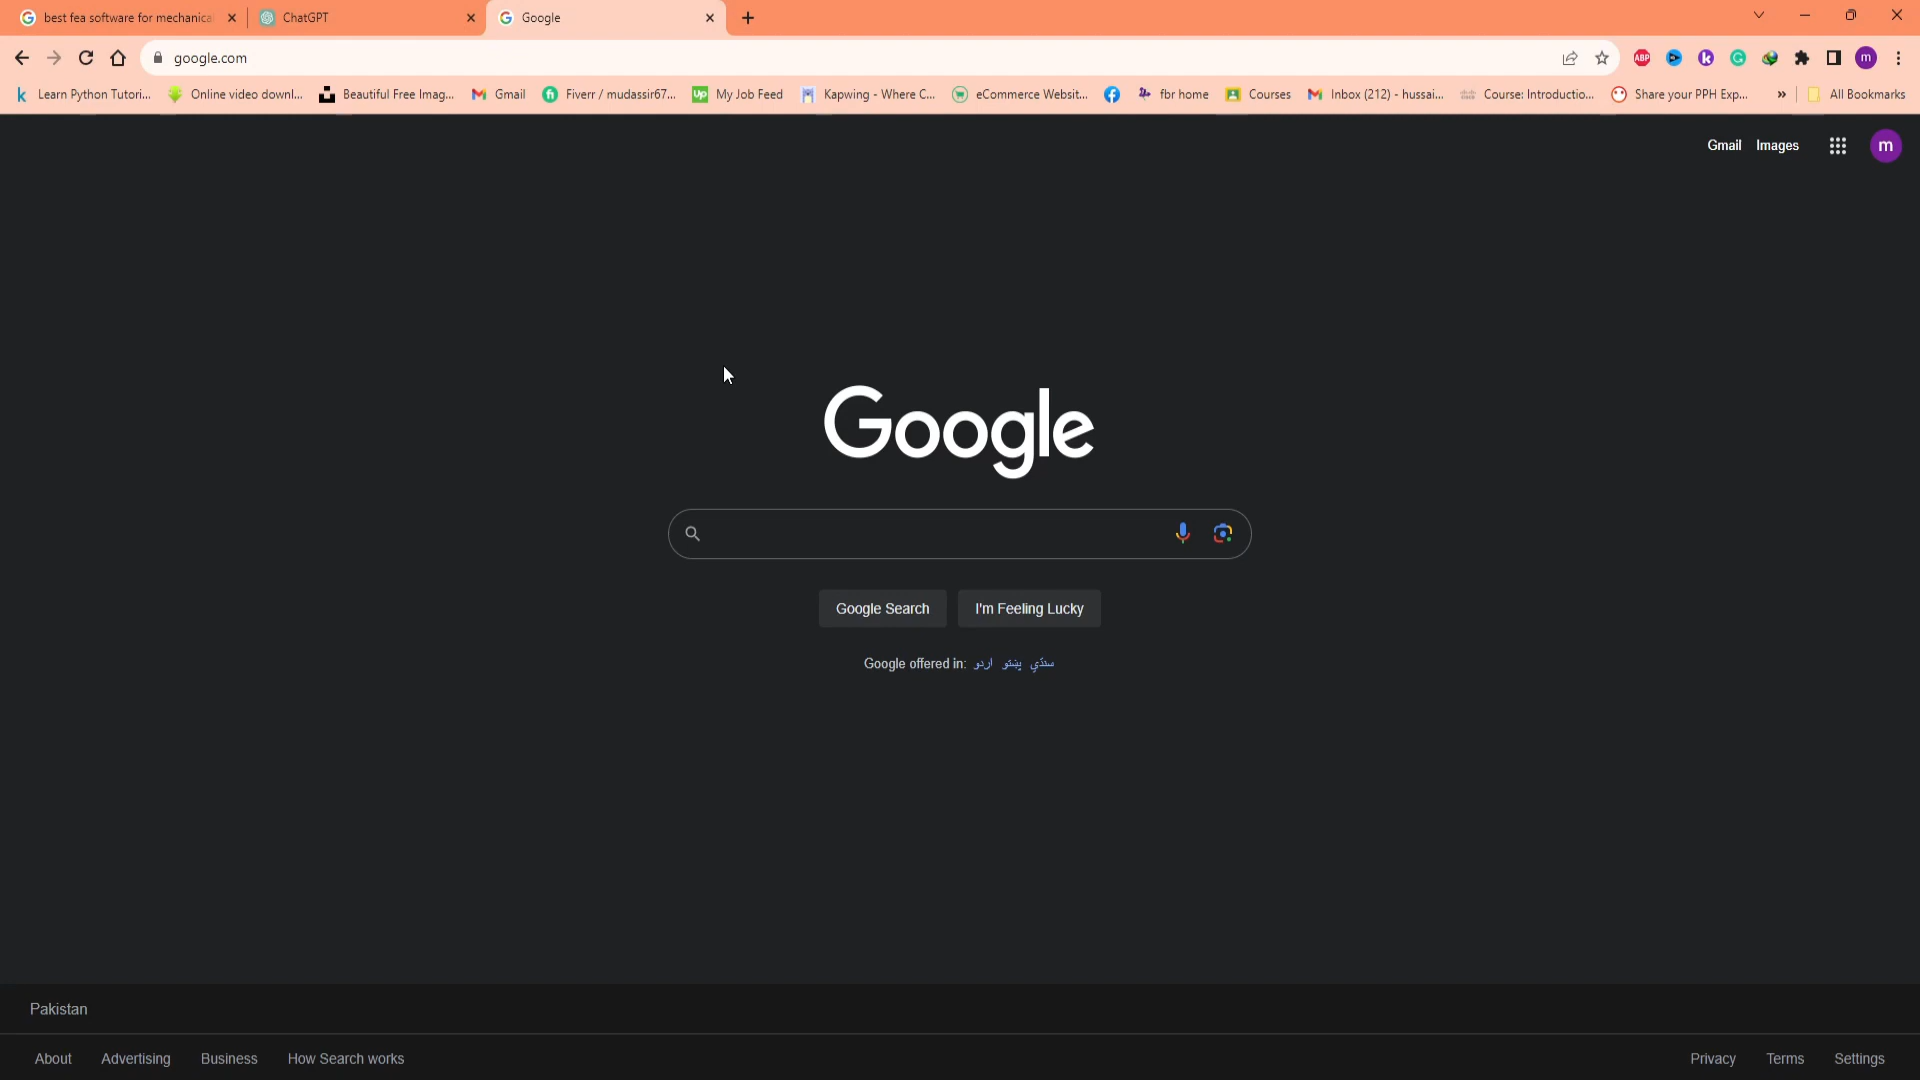 best fea software for mechanica
ChatGPT
Google
google.com
ABP
Learn Python Tutori...
Online video downl...
Beautiful Free Imag...
Gmail
Fiverr / mudassir67...
My Job Feed
Kapwing - Where C...
eCommerce Websit...
fbr home
Courses
Inbox (212) - hussai...
Course: Introductio...
Share your PPH Exp...
»
All Bookmarks
Gmail
Images
m
Google
Google Search
I'm Feeling Lucky
Google offered in: اردو پښتو سنڌي
Pakistan
About
Advertising
Business
How Search works
Privacy
Terms
Settings